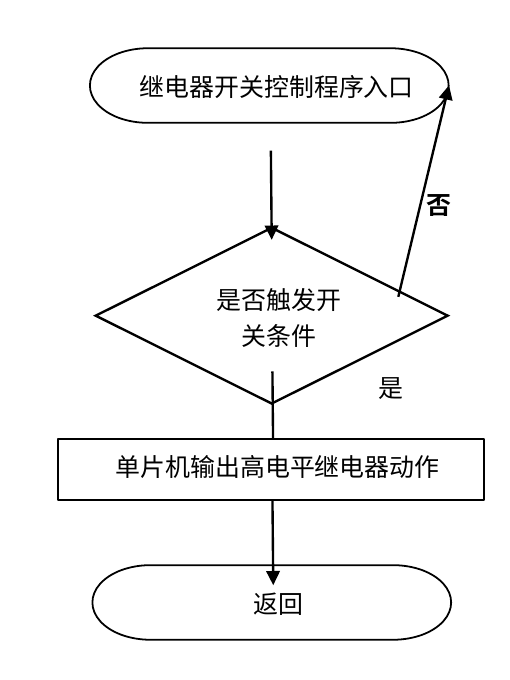 继电器开关控制程序入口
否
是否触发开
关条件
是
单片机输出高电平继电器动作
返回